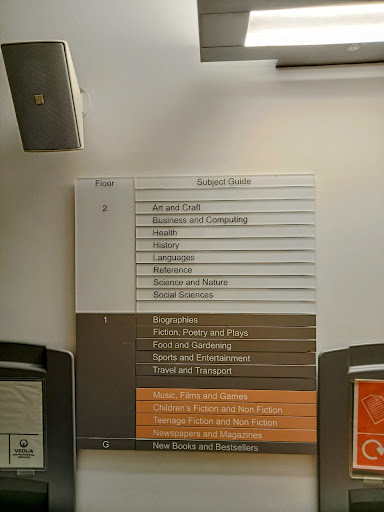 Floor Subject Guide
2 Art and Craft
Business and Computing
Health
History
Languages
Reference
Science and Nature
Social Sciences
1 Biographies
Fiction, Poetry and Plays
Food and Gardening
Sports and Entertainment
Travel and Transport
Music, Films and Games
Children's Fiction and Non Fiction
Teenage Fiction and Non Fiction
Newspapers and Magazines
G New Books and Bestsellers
VEOLIA